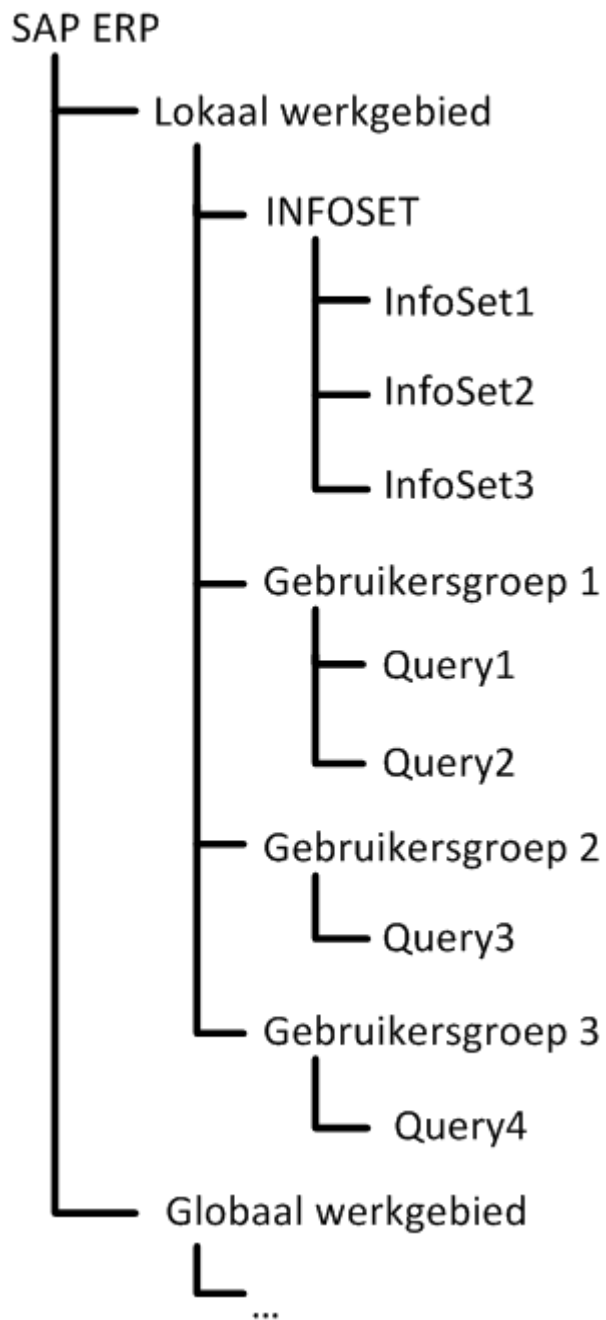 SAP ERP
Lokaal werkgebied
INFOSET
InfoSet1
InfoSet2
InfoSet3
Gebruikersgroep 1
Query1
Query2
Gebruikersgroep 2
Query3
Gebruikersgroep 3
Query4
Globaal werkgebied
...